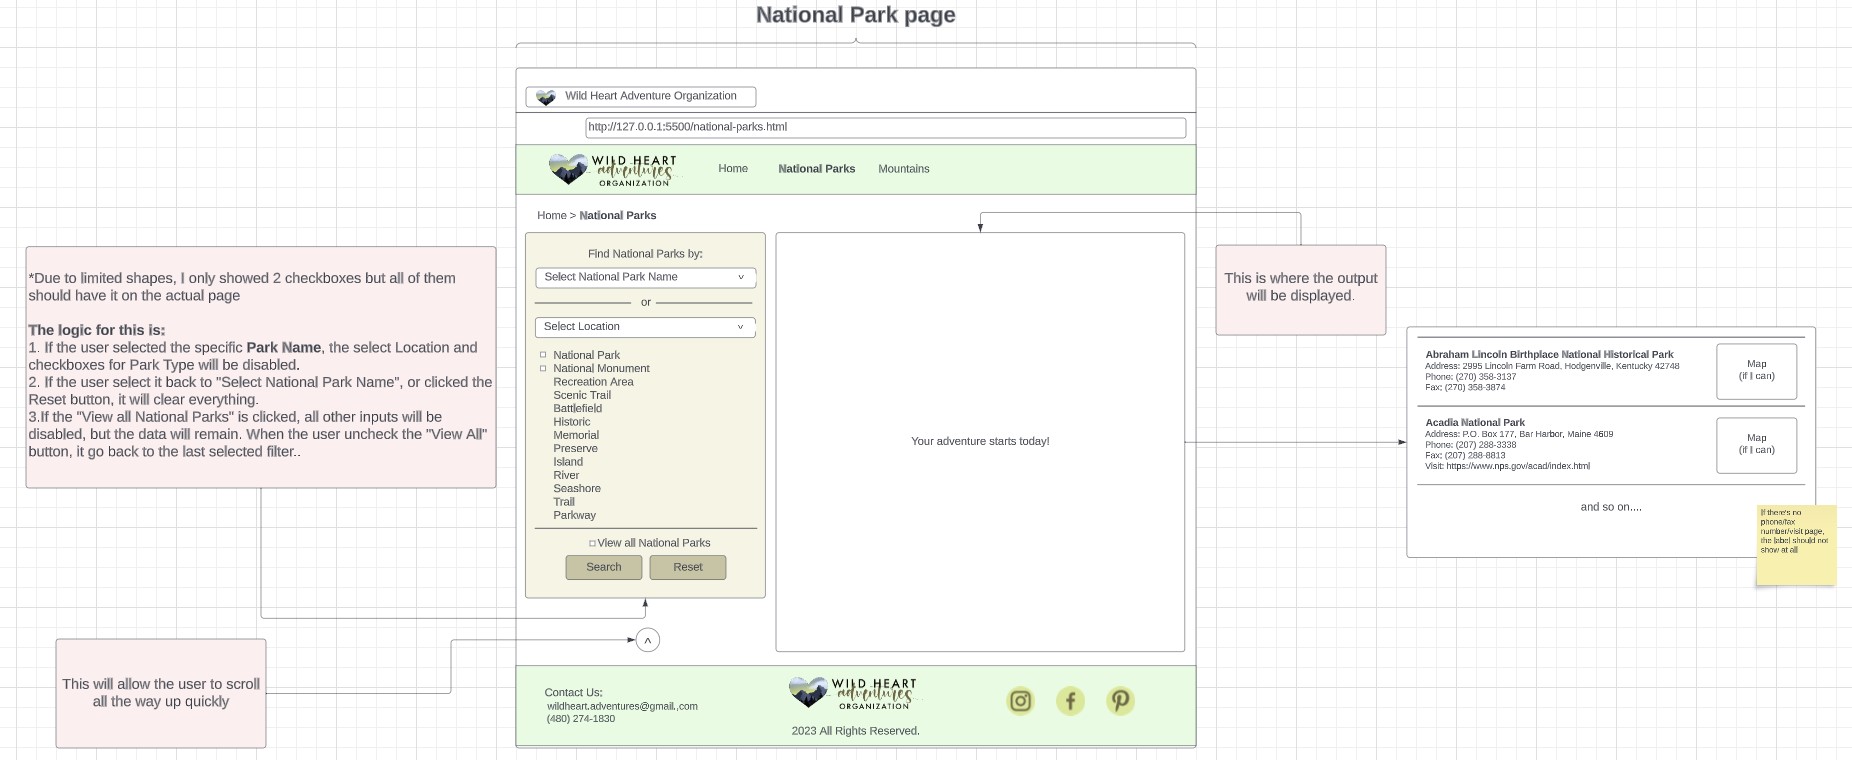 National Park page
Wild Heart Adventure Organization
http://127.0.0.1:5500/national-parks.html
WILD HEART
adventures
ORGANIZATION
Home
National Parks
Mountains
Home > National Parks
Find National Parks by:
Select National Park Name
or
Select Location
National Park
National Monument
Recreation Area
Scenic Trail
Battlefield
Historic
Memorial
Preserve
Island
River
Seashore
Trail
Parkway
View all National Parks
Search
Reset
^
Your adventure starts today!
*Due to limited shapes, I only showed 2 checkboxes but all of them
should have it on the actual page
The logic for this is:
1. If the user selected the specific Park Name, the select Location and
checkboxes for Park Type will be disabled.
2. If the user select it back to "Select National Park Name", or clicked the
Reset button, it will clear everything.
3.If the "View all National Parks" is clicked, all other inputs will be
disabled, but the data will remain. When the user uncheck the "View All"
button, it go back to the last selected filter..
This will allow the user to scroll
all the way up quickly
This is where the output
will be displayed.
Abraham Lincoln Birthplace National Historical Park
Address: 2995 Lincoln Farm Road, Hodgenville, Kentucky 42748
Phone: (270) 358-3137
Fax: (270) 358-3874
Map
(if I can)
Acadia National Park
Address: P.O. Box 177, Bar Harbor, Maine 4609
Phone: (207) 288-3338
Fax: (207) 288-8813
Visit: https://www.nps.gov/acad/index.html
Map
(if I can)
and so on....
If there's no
phone/fax
number/visit page,
the label should not
show at all
Contact Us:
wildheart.adventures@gmail.,com
(480) 274-1830
WILD HEART
adventures
ORGANIZATION
2023 All Rights Reserved.